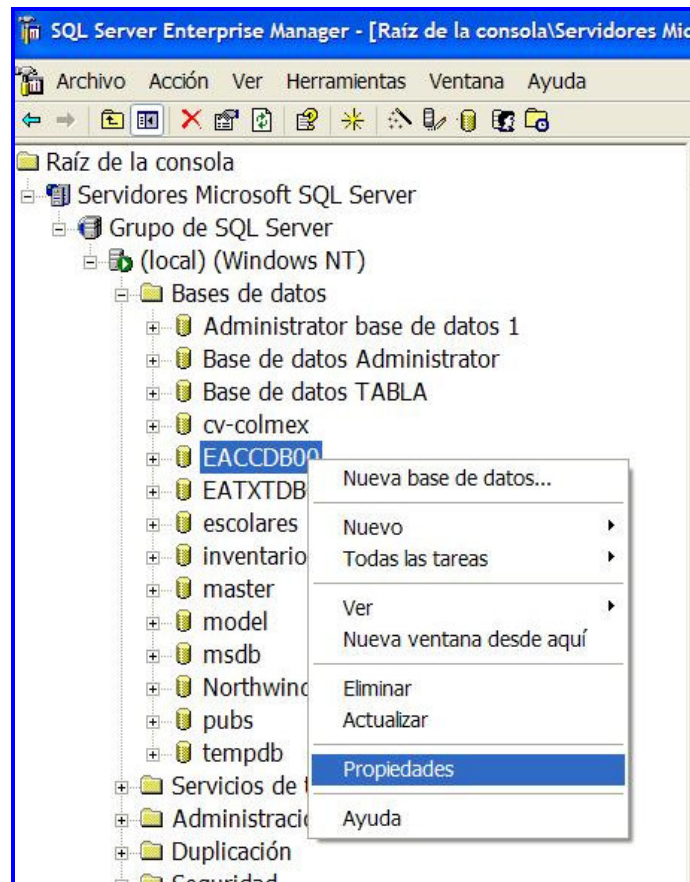 SQL Server Enterprise Manager - [Raíz de la consola\Servidores Mic
Archivo Acción Ver Herramientas Ventana Ayuda
Raíz de la consola
Servidores Microsoft SQL Server
Grupo de SQL Server
(local) (Windows NT)
Bases de datos
Administrator base de datos 1
Base de datos Administrator
Base de datos TABLA
cv-colmex
EACCDB00
EATXTDB
escolares
inventario
master
model
msdb
Northwind
pubs
tempdb
Servicios de t
Administració
Duplicación
Seguridad
Nueva base de datos...
Nuevo
Todas las tareas
Ver
Nueva ventana desde aquí
Eliminar
Actualizar
Propiedades
Ayuda